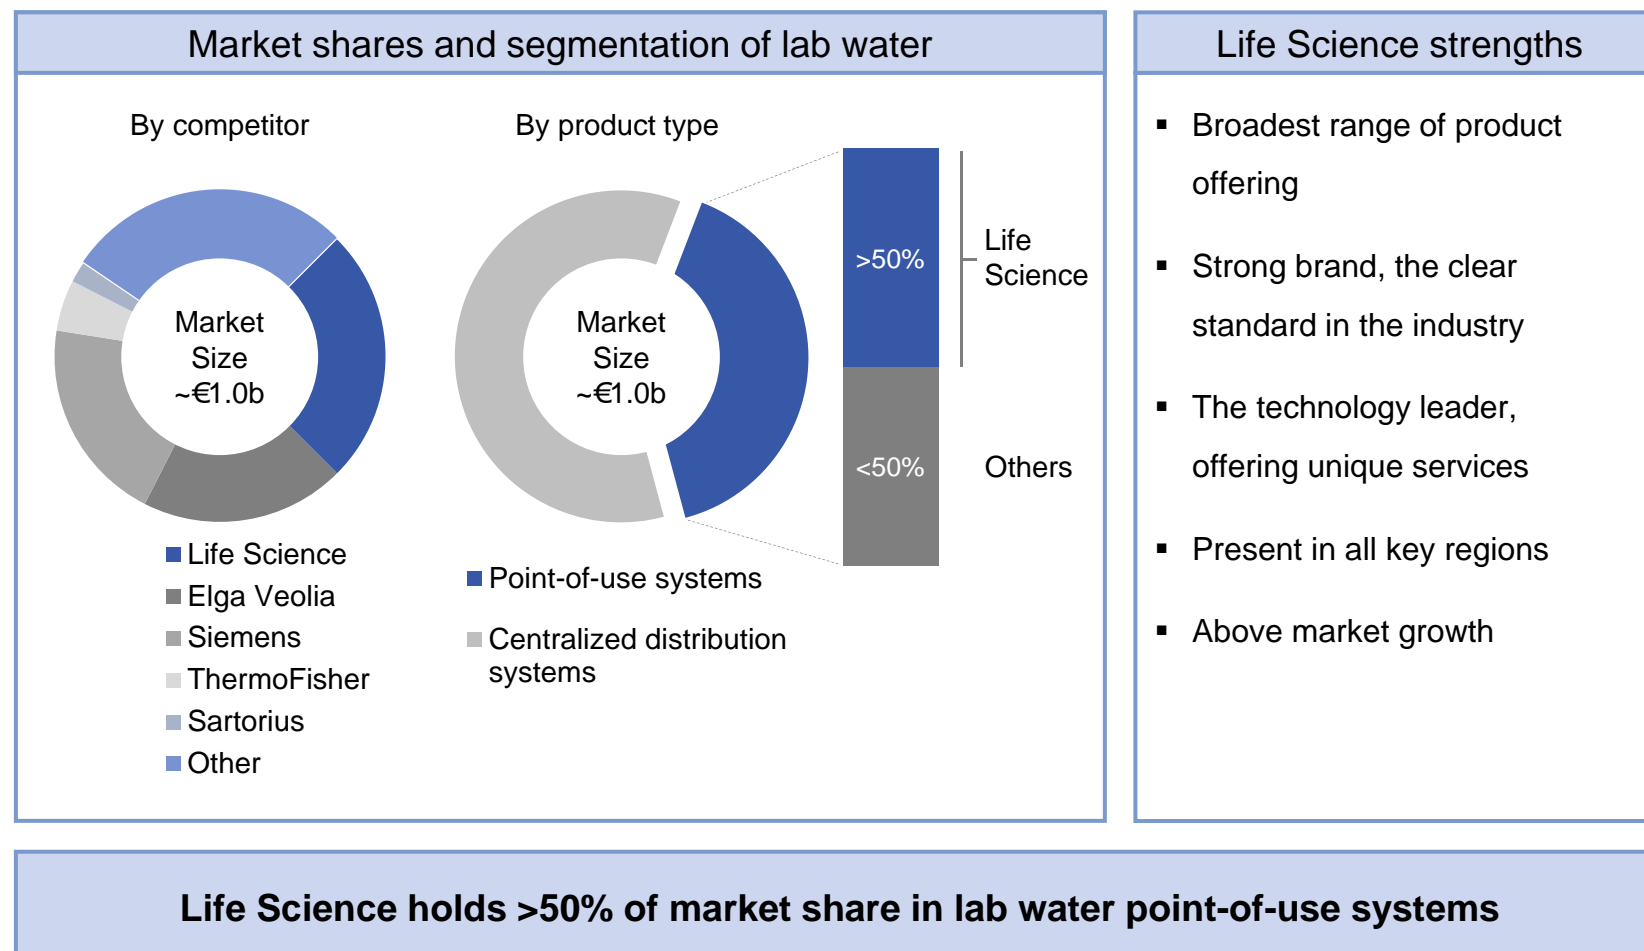 Market shares and segmentation of lab water
By competitor
By product type
Market
Size
~€1.0b
Life Science
Elga Veolia
Siemens
ThermoFisher
Sartorius
Other
Market
Size
~€1.0b
Point-of-use systems
Centralized distribution
systems
>50%
<50%
Life
Science
Others
Life Science strengths
▪ Broadest range of product
offering
▪ Strong brand, the clear
standard in the industry
▪ The technology leader,
offering unique services
▪ Present in all key regions
▪ Above market growth
Life Science holds >50% of market share in lab water point-of-use systems